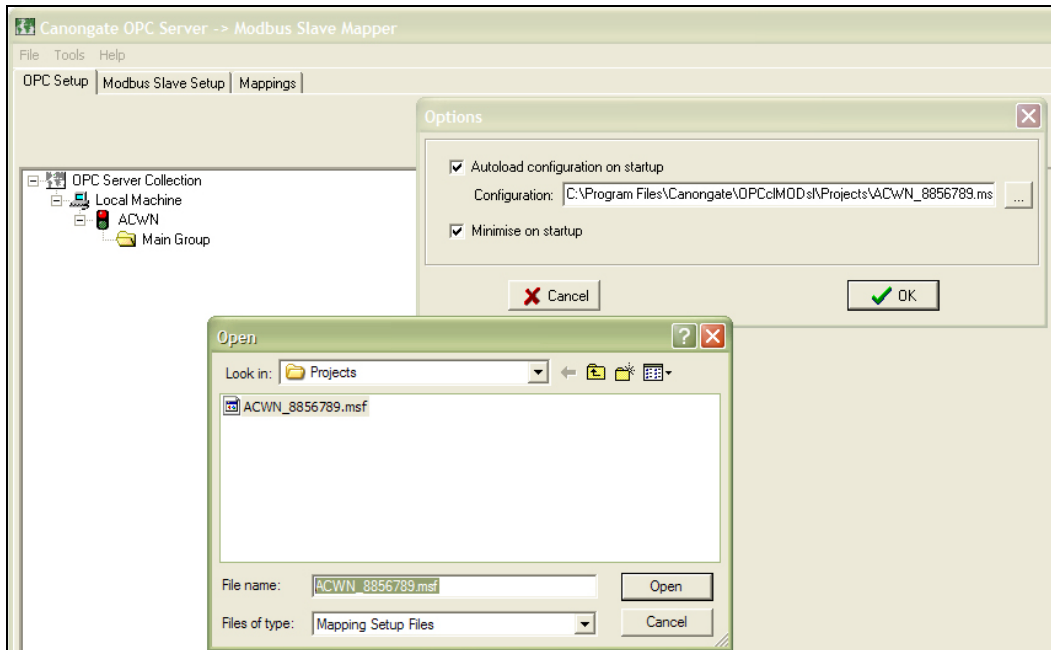 Canongate OPC Server -> Modbus Slave Mapper
File Tools Help
OPC Setup Modbus Slave Setup Mappings
Options
Autoload configuration on startup
Configuration: C:\Program Files\Canongate\OPCclMODsl\Projects\ACWN_8856789.ms ...
Minimise on startup
Cancel OK
OPC Server Collection
Local Machine
ACWN
Main Group
Open
Look in: Projects
ACWN_8856789.msf
File name: ACWN_8856789.msf Open
Files of type: Mapping Setup Files Cancel